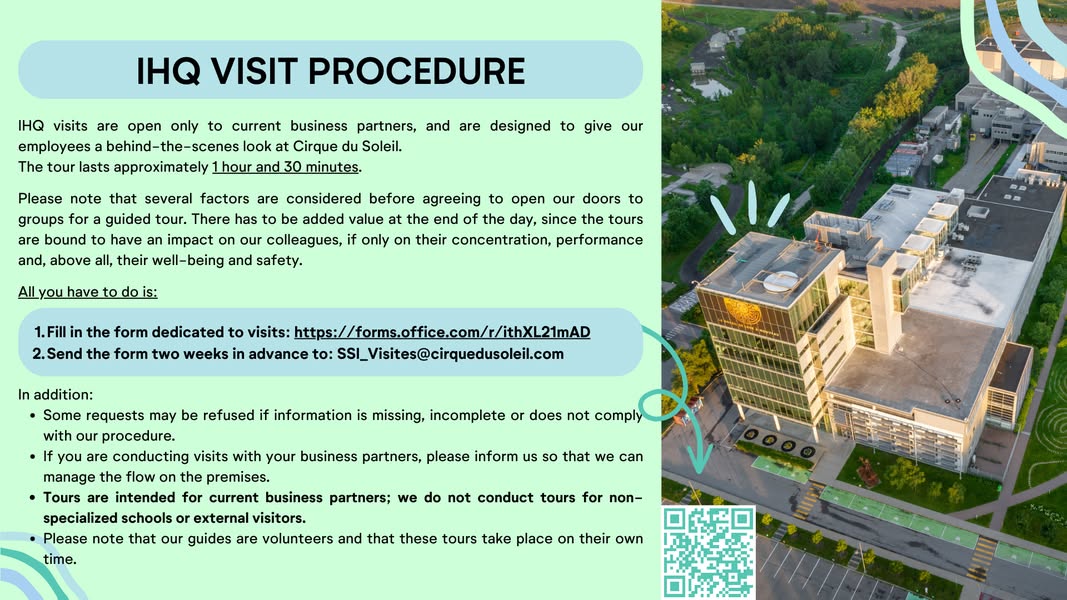 IHQ VISIT PROCEDURE
IHQ visits are open only to current business partners, and are designed to give our
employees a behind-the-scenes look at Cirque du Soleil.
The tour lasts approximately 1 hour and 30 minutes.
Please note that several factors are considered before agreeing to open our doors to
groups for a guided tour. There has to be added value at the end of the day, since the tours
are bound to have an impact on our colleagues, if only on their concentration, performance
and, above all, their well-being and safety.
All you have to do is:
1. Fill in the form dedicated to visits: https://forms.office.com/r/ithXL21mAD
2. Send the form two weeks in advance to: SSI_Visites@cirquedusoleil.com
In addition:
• Some requests may be refused if information is missing, incomplete or does not comply
with our procedure.
• If you are conducting visits with your business partners, please inform us so that we can
manage the flow on the premises.
• Tours are intended for current business partners; we do not conduct tours for non-
specialized schools or external visitors.
• Please note that our guides are volunteers and that these tours take place on their own
time.